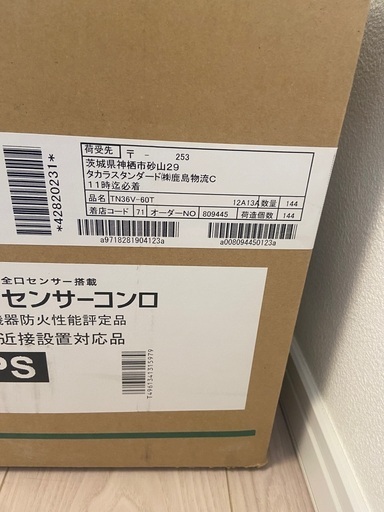 荷受先 〒 - 253
茨城県神栖市砂山29
タカラスタンダード㈱鹿島物流C
11時迄必着
品名 TN36V-60T 12A13A 数量 144
着店コード 71 オーダーNO 809445 荷造個数 144
a9718281904123a a008094450123a
*42820231*
全口センサー搭載
センサーコンロ
機器防火性能評定品
近接設置対応品
PS
T4961341315979